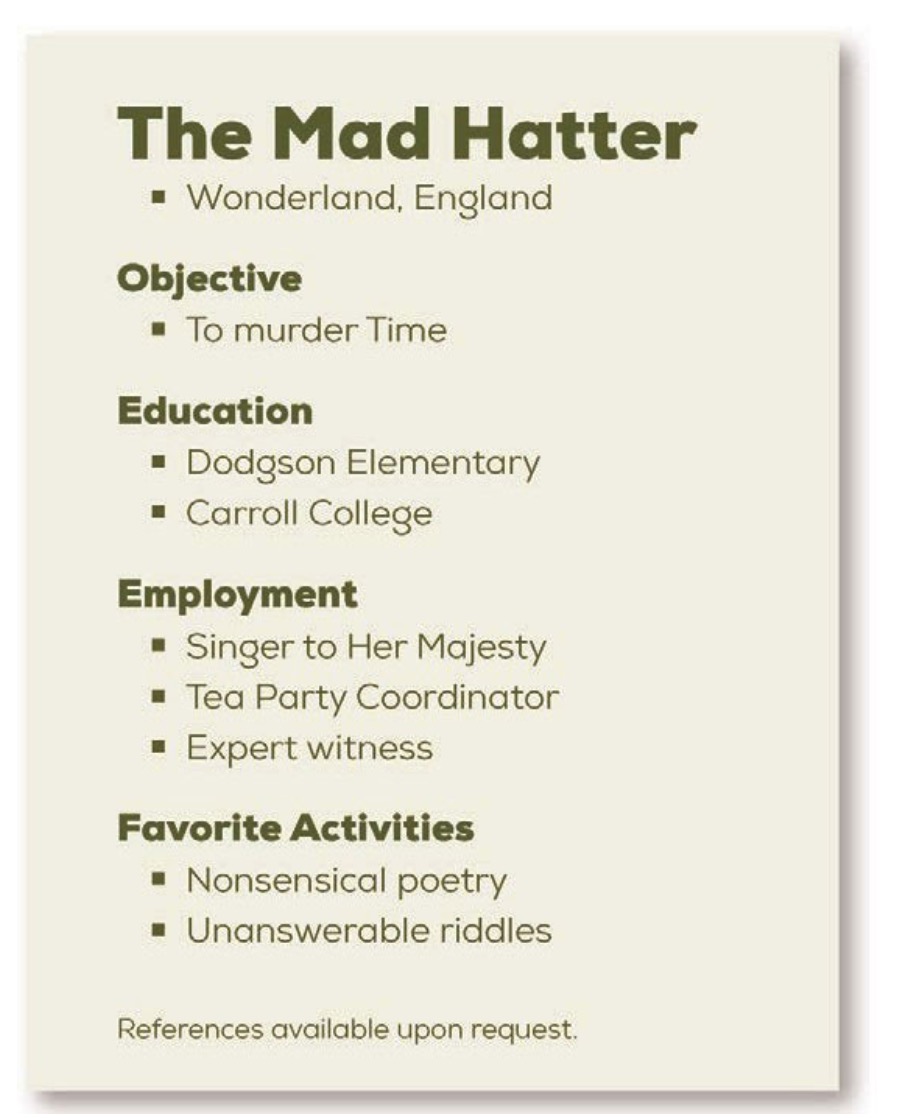 The Mad Hatter
▪ Wonderland, England
Objective
▪ To murder Time
Education
▪ Dodgson Elementary
▪ Carroll College
Employment
▪ Singer to Her Majesty
▪ Tea Party Coordinator
▪ Expert witness
Favorite Activities
▪ Nonsensical poetry
▪ Unanswerable riddles
References available upon request.